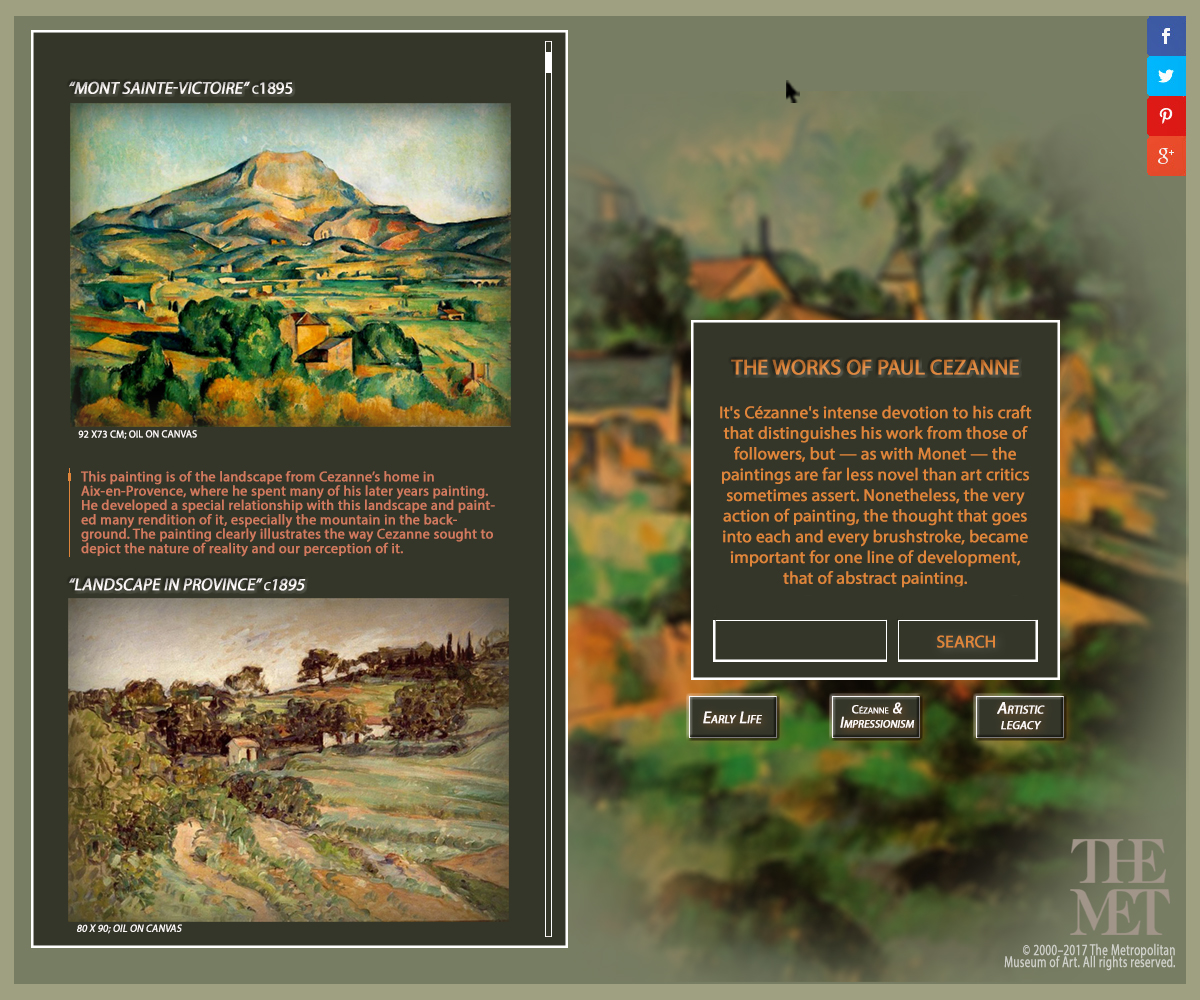 “MONT SAINTE-VICTOIRE” c1895
92 X73 CM; OIL ON CANVAS
This painting is of the landscape from Cezanne’s home in
Aix-en-Provence, where he spent many of his later years painting.
He developed a special relationship with this landscape and paint-
ed many rendition of it, especially the mountain in the back-
ground. The painting clearly illustrates the way Cezanne sought to
depict the nature of reality and our perception of it.
“LANDSCAPE IN PROVINCE” c1895
80 X 90; OIL ON CANVAS
f
g+
THE WORKS OF PAUL CEZANNE
It's Cézanne's intense devotion to his craft
that distinguishes his work from those of
followers, but — as with Monet — the
paintings are far less novel than art critics
sometimes assert. Nonetheless, the very
action of painting, the thought that goes
into each and every brushstroke, became
important for one line of development,
that of abstract painting.
SEARCH
EARLY LIFE
CÉZANNE &
IMPRESSIONISM
ARTISTIC
LEGACY
THE
MET
© 2000–2017 The Metropolitan
Museum of Art. All rights reserved.